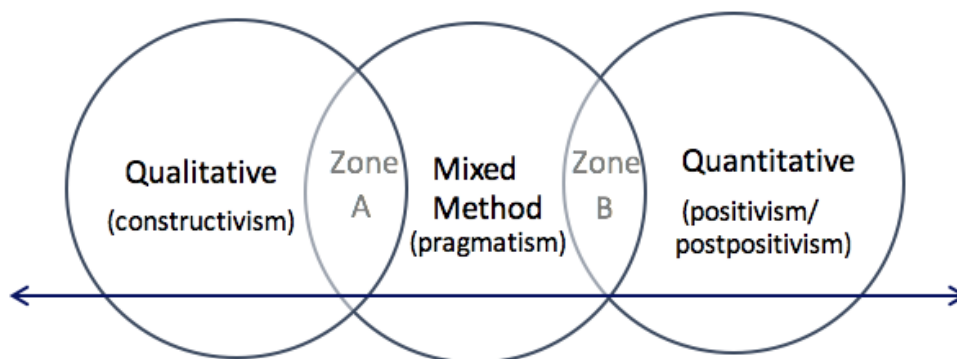 Qualitative
(constructivism)
Zone
A
Mixed
Method
(pragmatism)
Zone
B
Quantitative
(positivism/
postpositivism)